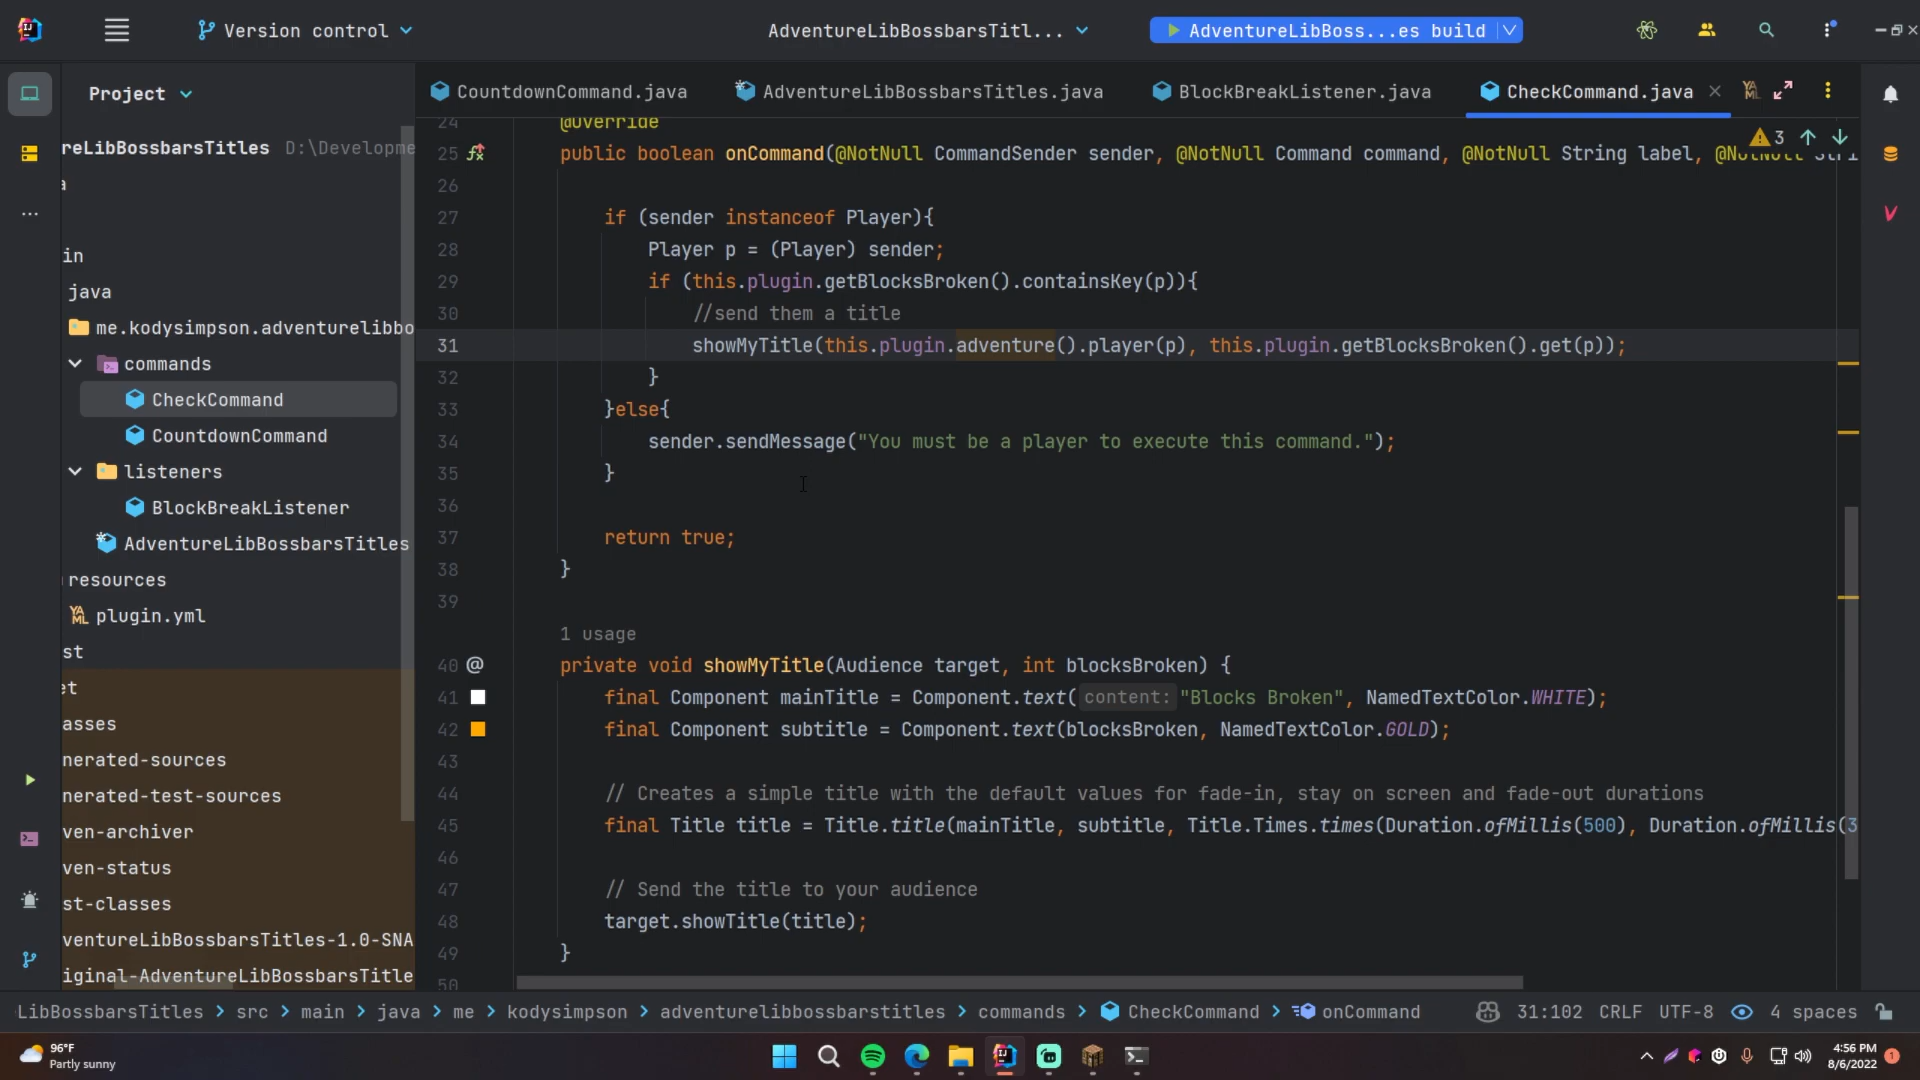 Version control
AdventureLibBossbarsTitl...
AdventureLibBoss...es build
Project
CountdownCommand.java
AdventureLibBossbarsTitles.java
BlockBreakListener.java
CheckCommand.java
reLibBossbarsTitles D:\Developme
a
in
java
me.kodysimpson.adventurelibbo
commands
CheckCommand
CountdownCommand
listeners
BlockBreakListener
AdventureLibBossbarsTitles
resources
plugin.yml
st
et
asses
nerated-sources
nerated-test-sources
ven-archiver
ven-status
st-classes
ventureLibBossbarsTitles-1.0-SNA
iginal-AdventureLibBossbarsTitle
3
24 @Override
25 public boolean onCommand(@NotNull CommandSender sender, @NotNull Command command, @NotNull String label, @NotNull Stri
26
27 if (sender instanceof Player){
28 Player p = (Player) sender;
29 if (this.plugin.getBlocksBroken().containsKey(p)){
30 //send them a title
31 showMyTitle(this.plugin.adventure().player(p), this.plugin.getBlocksBroken().get(p));
32 }
33 }else{
34 sender.sendMessage("You must be a player to execute this command.");
35 }
36
37 return true;
38 }
39
1 usage
40 @ private void showMyTitle(Audience target, int blocksBroken) {
41 final Component mainTitle = Component.text( content: "Blocks Broken", NamedTextColor.WHITE);
42 final Component subtitle = Component.text(blocksBroken, NamedTextColor.GOLD);
43
44 // Creates a simple title with the default values for fade-in, stay on screen and fade-out durations
45 final Title title = Title.title(mainTitle, subtitle, Title.Times.times(Duration.ofMillis(500), Duration.ofMillis(3
46
47 // Send the title to your audience
48 target.showTitle(title);
49 }
50
LibBossbarsTitles > src > main > java > me > kodysimpson > adventurelibbossbarstitles > commands > CheckCommand > onCommand
31:102 CRLF UTF-8 4 spaces
96°F
Partly sunny
4:56 PM
8/6/2022
1